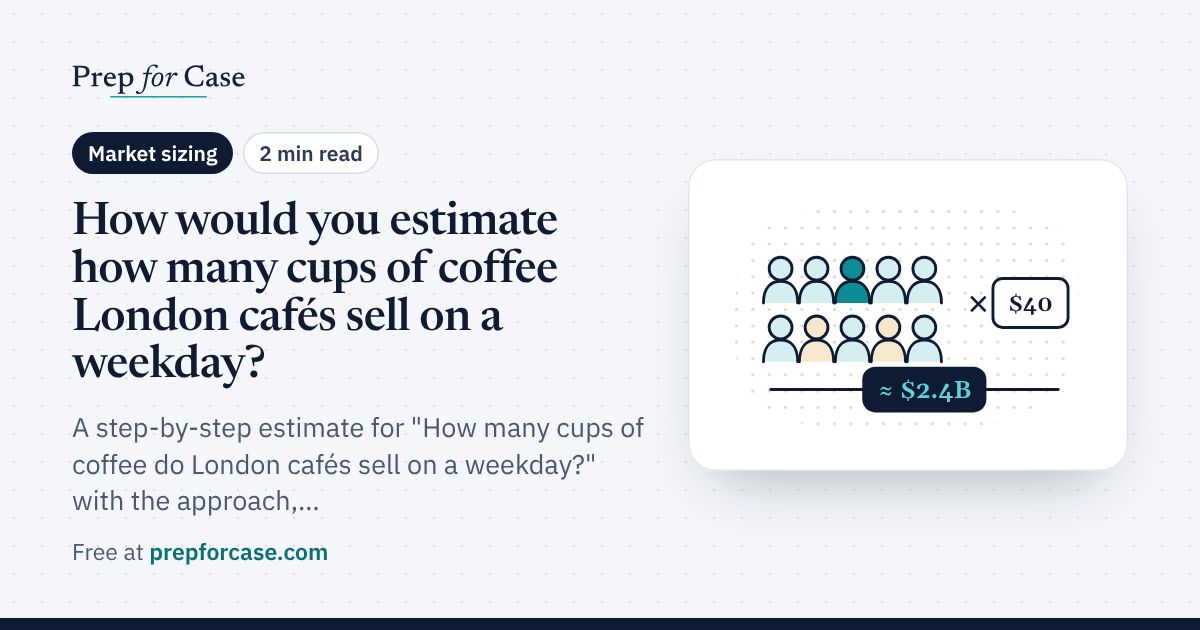 Prep for Case
Market sizing
2 min read
How would you estimate
how many cups of coffee
London cafés sell on a
weekday?
A step-by-step estimate for "How many cups of
coffee do London cafés sell on a weekday?"
with the approach,...
Free at prepforcase.com
× $40
≈ $2.4B